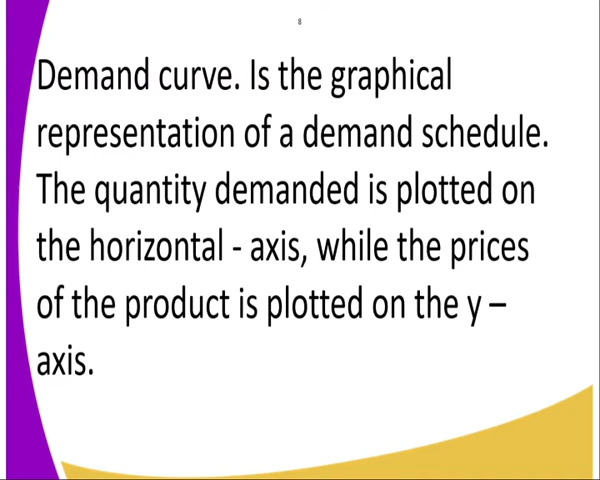 8
Demand curve. Is the graphical
representation of a demand schedule.
The quantity demanded is plotted on
the horizontal - axis, while the prices
of the product is plotted on the y –
axis.